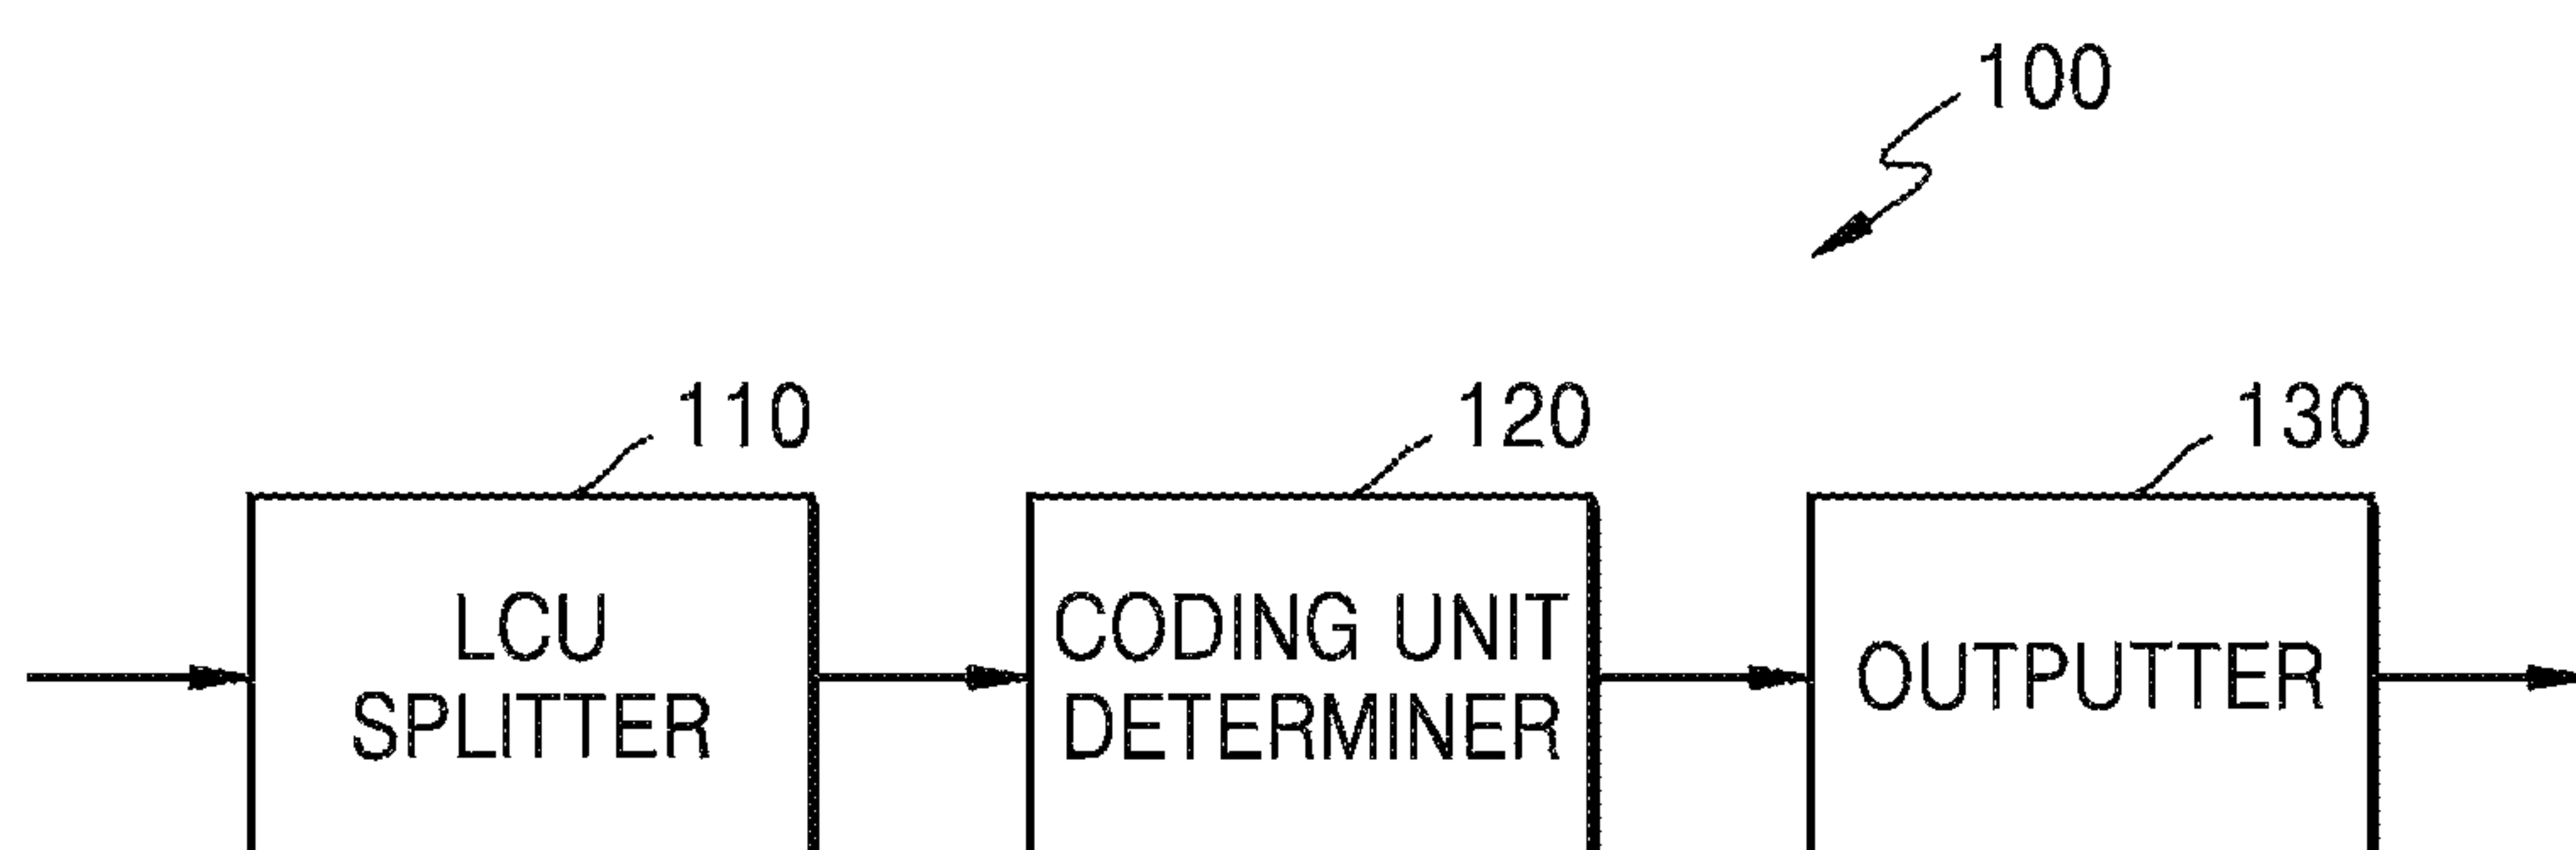 100
110
120
130
LCU
SPLITTER
CODING UNIT
DETERMINER
OUTPUTTER